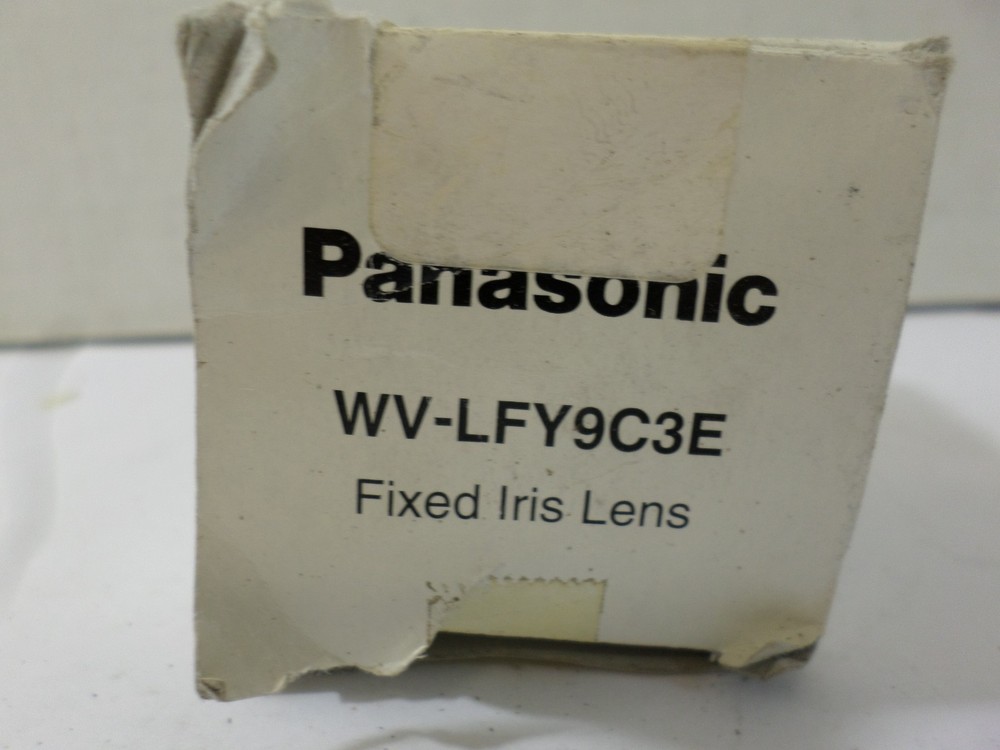 Panasonic
WV-LFY9C3E
Fixed Iris Lens